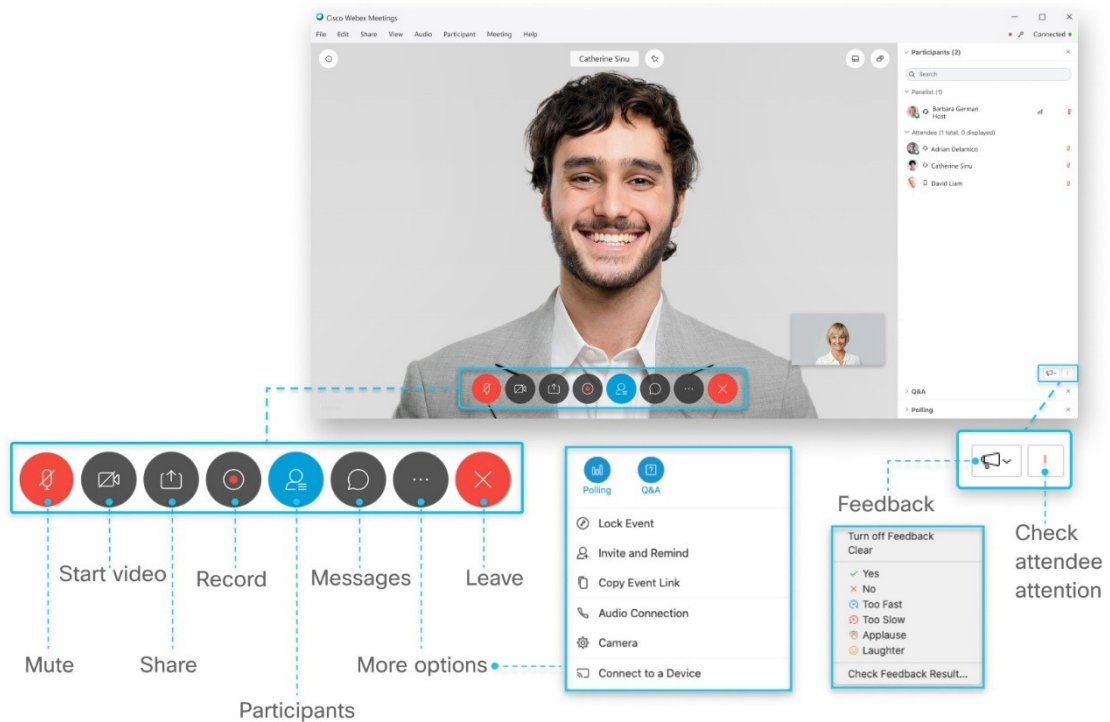 Cisco Webex Meetings
File Edit Share View Audio Participant Meeting Help
Connected
Catherine Sinu
Participants (2)
Search
Panelist (1)
Barbara German
Host
Attendee (1 total, 0 displayed)
Adrian Delamico
Catherine Sinu
David Liam
Q&A
Polling
Mute
Start video
Share
Record
Participants
Messages
More options
Leave
Polling
Q&A
Lock Event
Invite and Remind
Copy Event Link
Audio Connection
Camera
Connect to a Device
Feedback
Turn off Feedback
Clear
Yes
No
Too Fast
Too Slow
Applause
Laughter
Check Feedback Result...
Check
attendee
attention